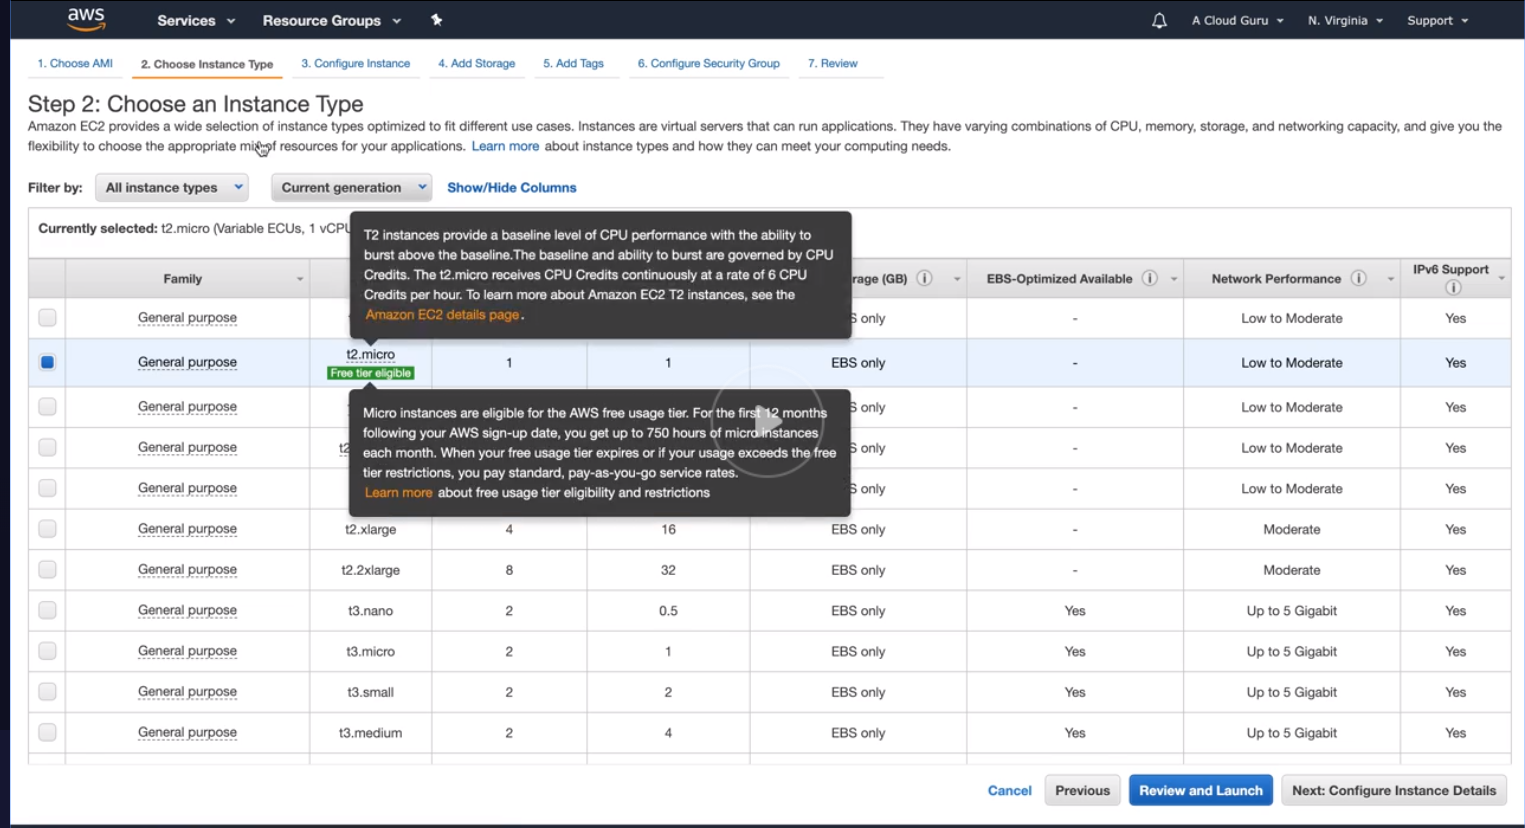 aws Services Resource Groups A Cloud Guru N. Virginia Support
1. Choose AMI 2. Choose Instance Type 3. Configure Instance 4. Add Storage 5. Add Tags 6. Configure Security Group 7. Review
Step 2: Choose an Instance Type
Amazon EC2 provides a wide selection of instance types optimized to fit different use cases. Instances are virtual servers that can run applications. They have varying combinations of CPU, memory, storage, and networking capacity, and give you the
flexibility to choose the appropriate mix of resources for your applications. Learn more about instance types and how they can meet your computing needs.
Filter by: All instance types Current generation Show/Hide Columns
Currently selected: t2.micro (Variable ECUs, 1 vCPU
T2 instances provide a baseline level of CPU performance with the ability to
burst above the baseline.The baseline and ability to burst are governed by CPU
Credits. The t2.micro receives CPU Credits continuously at a rate of 6 CPU
Credits per hour. To learn more about Amazon EC2 T2 instances, see the
Amazon EC2 details page.
Family rage (GB) EBS-Optimized Available Network Performance IPv6 Support
General purpose S only - Low to Moderate Yes
General purpose t2.micro 1 1 EBS only - Low to Moderate Yes
Free tier eligible
General purpose S only - Low to Moderate Yes
General purpose t2 S only - Low to Moderate Yes
General purpose S only - Low to Moderate Yes
Micro instances are eligible for the AWS free usage tier. For the first 12 months
following your AWS sign-up date, you get up to 750 hours of micro instances
each month. When your free usage tier expires or if your usage exceeds the free
tier restrictions, you pay standard, pay-as-you-go service rates.
Learn more about free usage tier eligibility and restrictions
General purpose t2.xlarge 4 16 EBS only - Moderate Yes
General purpose t2.2xlarge 8 32 EBS only - Moderate Yes
General purpose t3.nano 2 0.5 EBS only Yes Up to 5 Gigabit Yes
General purpose t3.micro 2 1 EBS only Yes Up to 5 Gigabit Yes
General purpose t3.small 2 2 EBS only Yes Up to 5 Gigabit Yes
General purpose t3.medium 2 4 EBS only Yes Up to 5 Gigabit Yes
Cancel Previous Review and Launch Next: Configure Instance Details